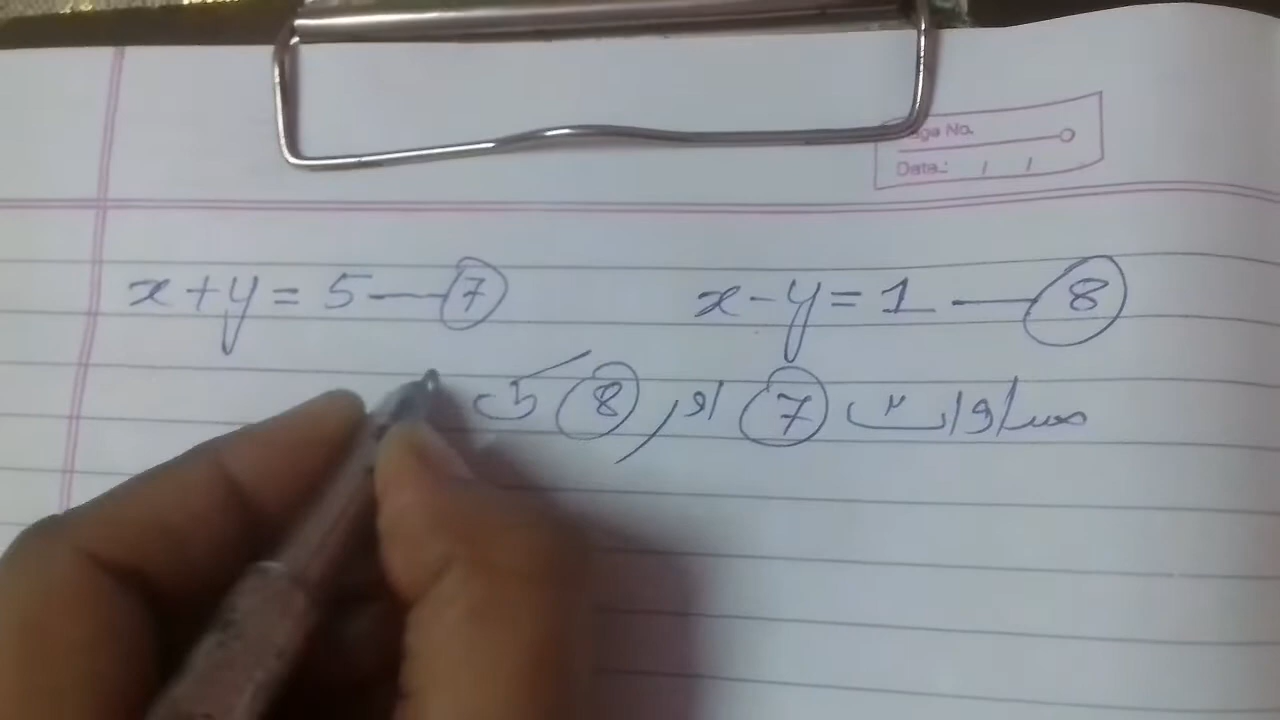 Page No.
Date: / /
x + y = 5 — ⑦ x - y = 1 — ⑧
مساوات ⑦ اور ⑧ کی